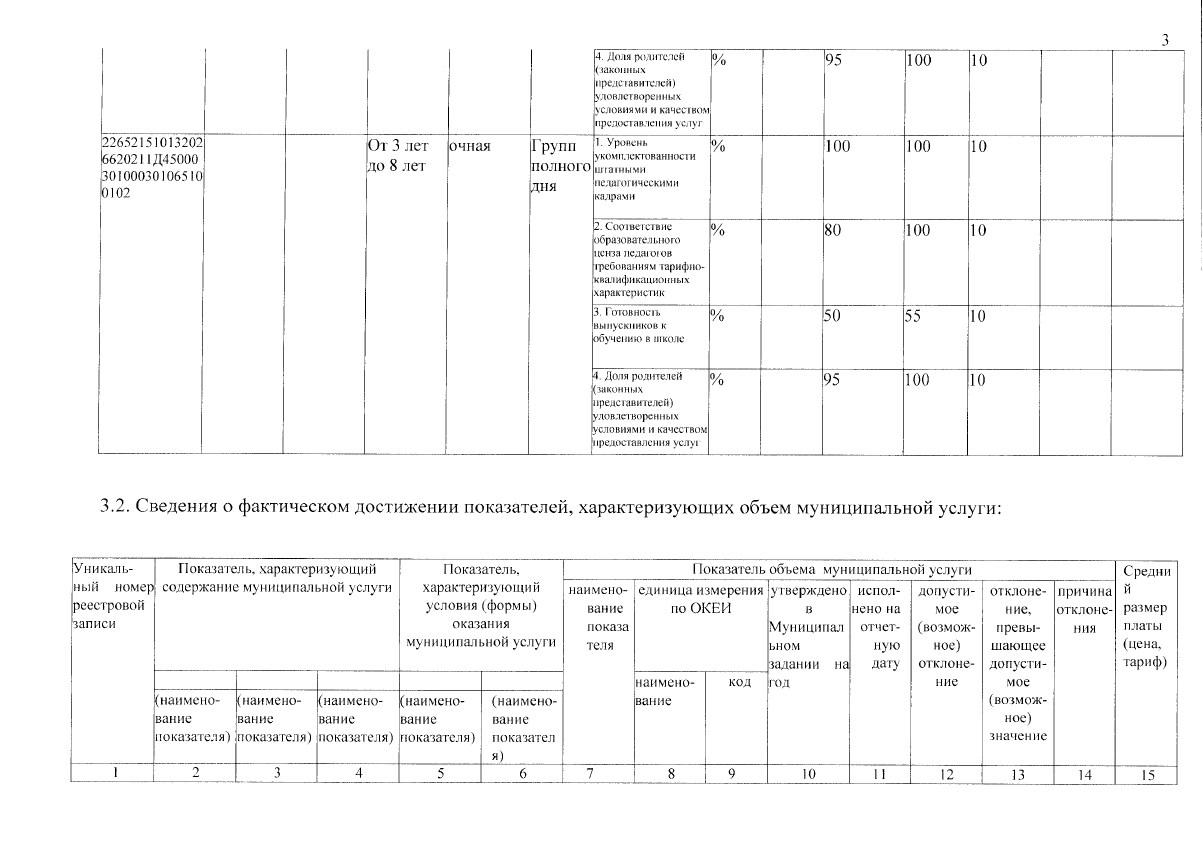 3
4. Доля родителей % 95 100 10
(законных
представителей)
удовлетворенных
условиями и качеством
предоставления услуг
22652151013202 От 3 лет очная Групп 1. Уровень % 100 100 10
6620211Д45000 до 8 лет полного укомплектованности
30100030106510 дня штатными
0102 педагогическими
кадрами
2. Соответствие % 80 100 10
образовательного
ценза педагогов
требованиям тарифно-
квалификационных
характеристик
3. Готовность % 50 55 10
выпускников к
обучению в школе
4. Доля родителей % 95 100 10
(законных
представителей)
удовлетворенных
условиями и качеством
предоставления услуг
3.2. Сведения о фактическом достижении показателей, характеризующих объем муниципальной услуги:
Уникаль-
ный номер
реестровой
записи
Показатель, характеризующий
содержание муниципальной услуги
Показатель,
характеризующий
условия (формы)
оказания
муниципальной услуги
Показатель объема муниципальной услуги
Средни
й
размер
платы
(цена,
тариф)
наимено-
вание
показа
теля
единица измерения
по ОКЕИ
утверждено
в
Муниципал
ьном
задании на
год
испол-
нено на
отчет-
ную
дату
допусти-
мое
(возмож-
ное)
отклоне-
ние
отклоне-
ние,
превы-
шающее
допусти-
мое
(возмож-
ное)
значение
причина
отклоне-
ния
наимено-
вание
код
(наимено-
вание
показателя)
(наимено-
вание
показателя)
(наимено-
вание
показателя)
(наимено-
вание
показателя)
(наимено-
вание
показател
я)
1 2 3 4 5 6 7 8 9 10 11 12 13 14 15